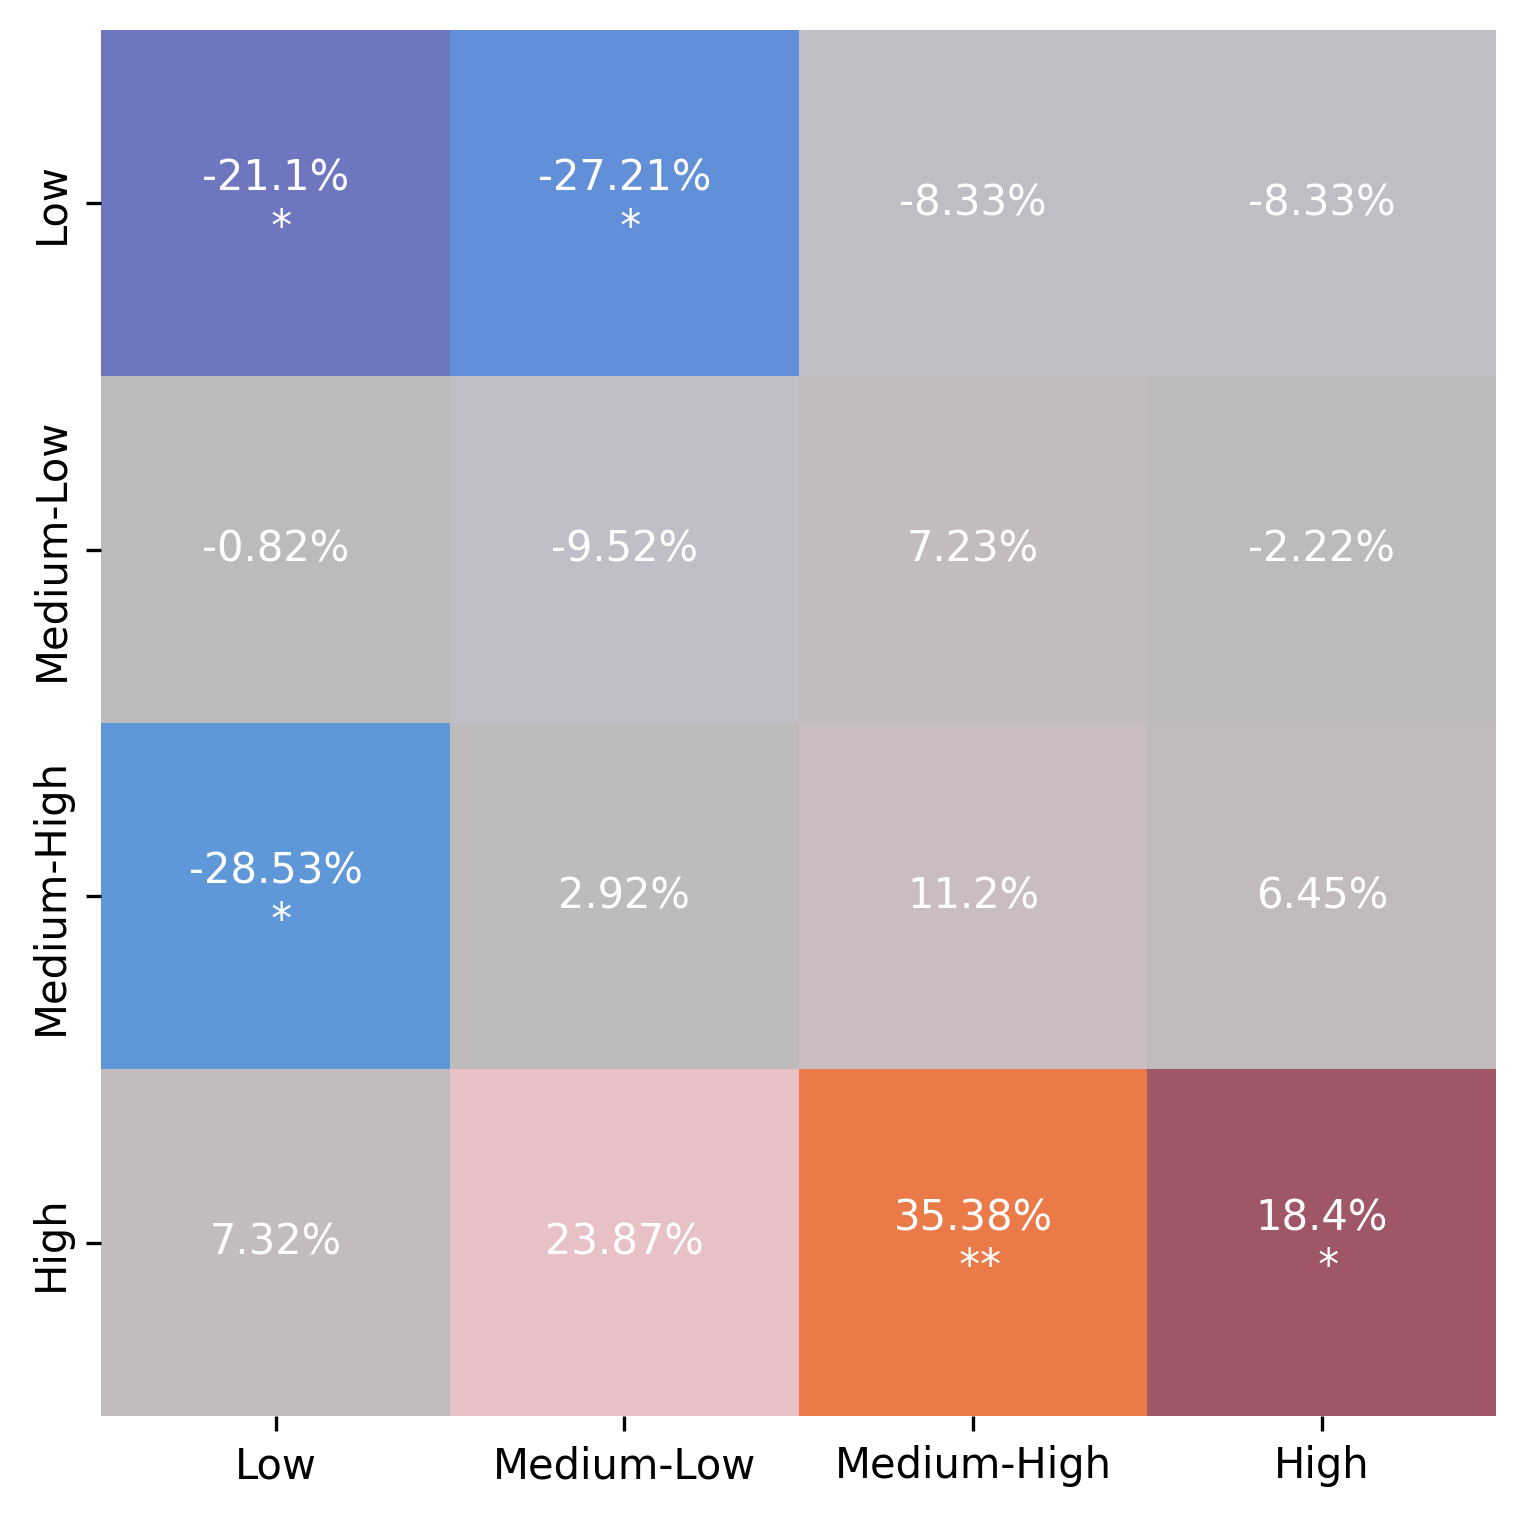 Low
-21.1%
*
-27.21%
*
-8.33%
-8.33%
Medium-Low
-0.82%
-9.52%
7.23%
-2.22%
Medium-High
-28.53%
*
2.92%
11.2%
6.45%
High
7.32%
23.87%
35.38%
**
18.4%
*
Low
Medium-Low
Medium-High
High